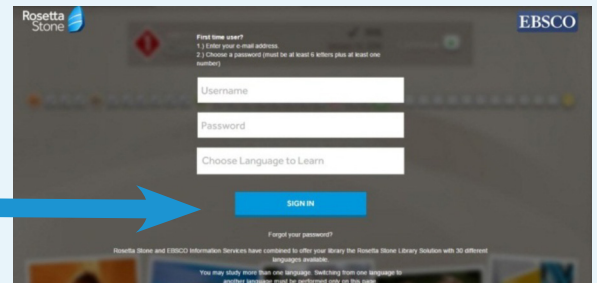 Rosetta
Stone
EBSCO
First time user?
1.) Enter your e-mail address.
2.) Choose a password (must be at least 6 letters plus at least one
number)
Username
Password
Choose Language to Learn
SIGN IN
Forgot your password?
Rosetta Stone and EBSCO Information Services have combined to offer your library the Rosetta Stone Library Solution with 30 different
languages available.
You may study more than one language. Switching from one language to
another language must be performed only on this page.